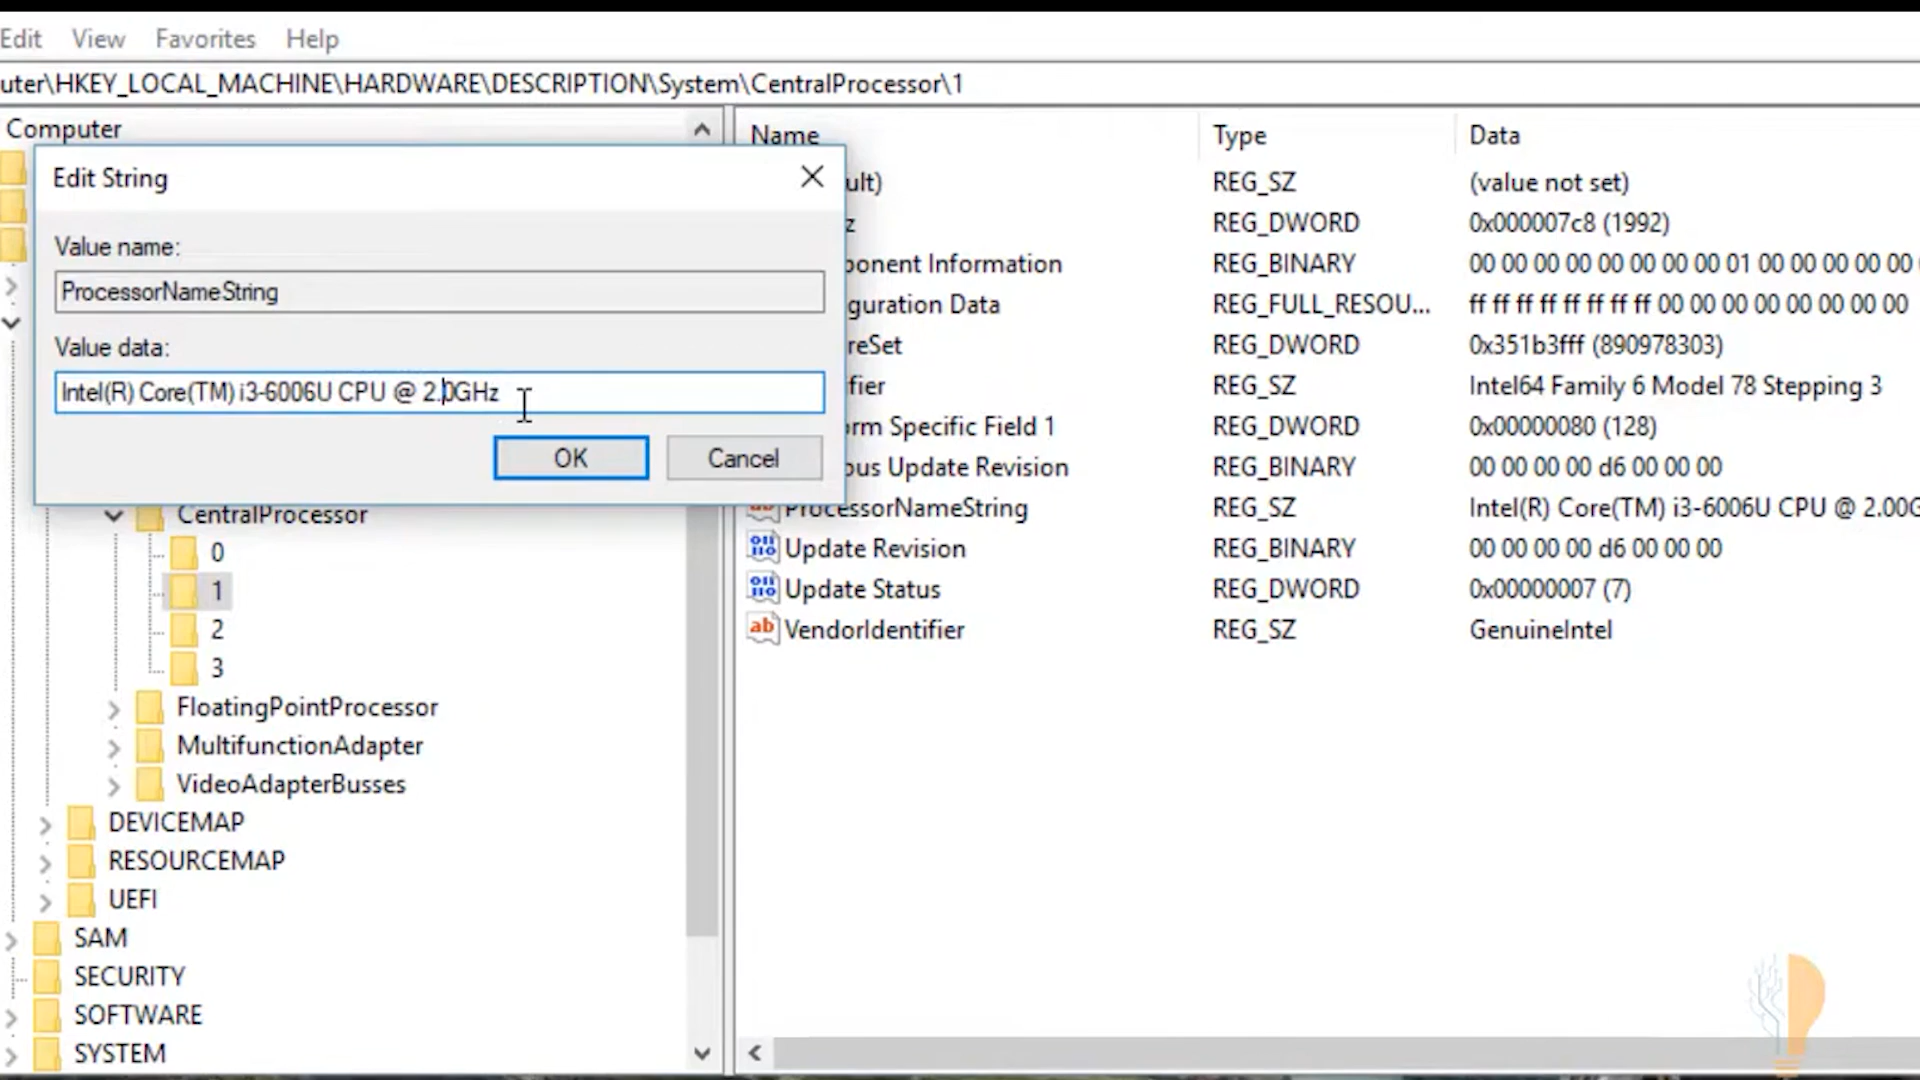 Edit View Favorites Help
uter\HKEY_LOCAL_MACHINE\HARDWARE\DESCRIPTION\System\CentralProcessor\1
Computer
Edit String
Value name:
ProcessorNameString
Value data:
Intel(R) Core(TM) i3-6006U CPU @ 2.0GHz
OK Cancel
CentralProcessor
0
1
2
3
FloatingPointProcessor
MultifunctionAdapter
VideoAdapterBusses
DEVICEMAP
RESOURCEMAP
UEFI
SAM
SECURITY
SOFTWARE
SYSTEM
Name Type Data
ult) REG_SZ (value not set)
z REG_DWORD 0x000007c8 (1992)
ponent Information REG_BINARY 00 00 00 00 00 00 00 00 01 00 00 00 00 00
guration Data REG_FULL_RESOU... ff ff ff ff ff ff ff ff 00 00 00 00 00 00 00 00
reSet REG_DWORD 0x351b3fff (890978303)
fier REG_SZ Intel64 Family 6 Model 78 Stepping 3
orm Specific Field 1 REG_DWORD 0x00000080 (128)
ous Update Revision REG_BINARY 00 00 00 00 d6 00 00 00
ProcessorNameString REG_SZ Intel(R) Core(TM) i3-6006U CPU @ 2.00G
Update Revision REG_BINARY 00 00 00 00 d6 00 00 00
Update Status REG_DWORD 0x00000007 (7)
VendorIdentifier REG_SZ GenuineIntel